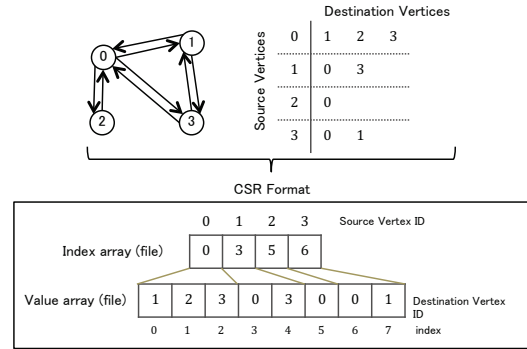 Destination Vertices
Source Vertices
0 1 2 3
1 0 3
2 0
3 0 1
0
1
2
3
CSR Format
0 1 2 3 Source Vertex ID
Index array (file) 0 3 5 6
Value array (file) 1 2 3 0 3 0 0 1 Destination Vertex ID
0 1 2 3 4 5 6 7 index